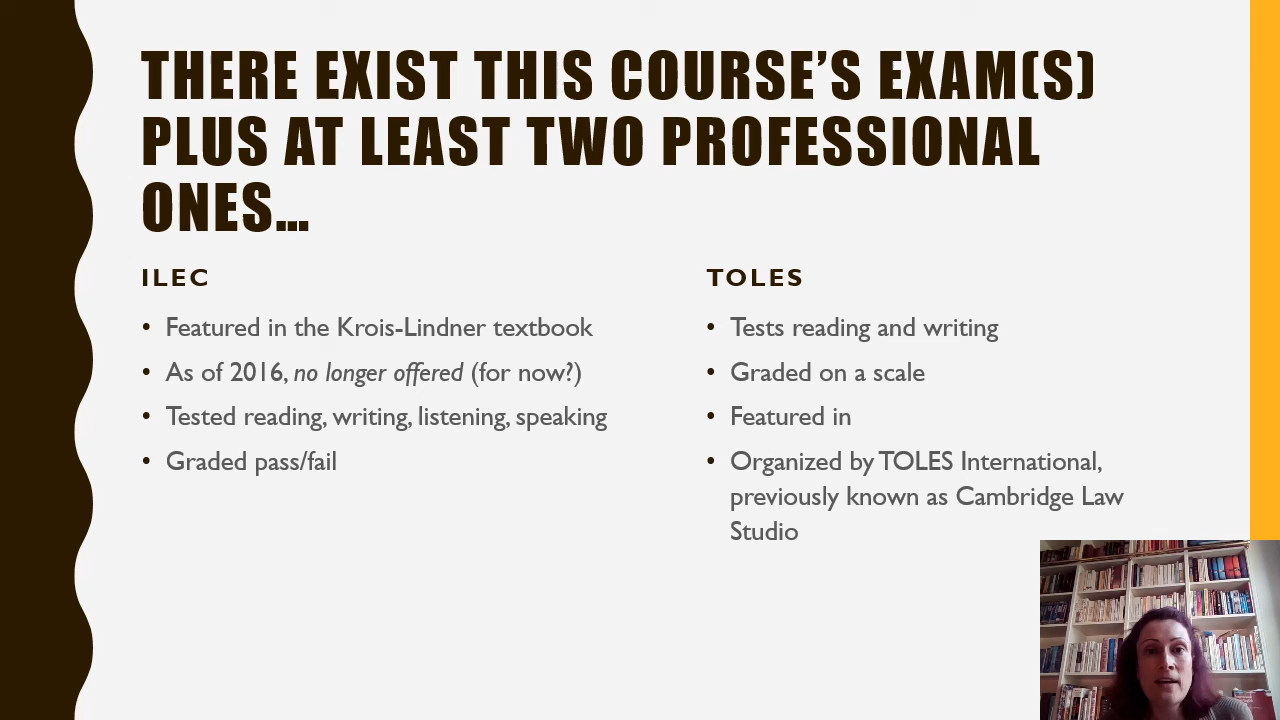 THERE EXIST THIS COURSE'S EXAM(S)
PLUS AT LEAST TWO PROFESSIONAL
ONES...
ILEC
• Featured in the Krois-Lindner textbook
• As of 2016, no longer offered (for now?)
• Tested reading, writing, listening, speaking
• Graded pass/fail
TOLES
• Tests reading and writing
• Graded on a scale
• Featured in
• Organized by TOLES International,
previously known as Cambridge Law
Studio